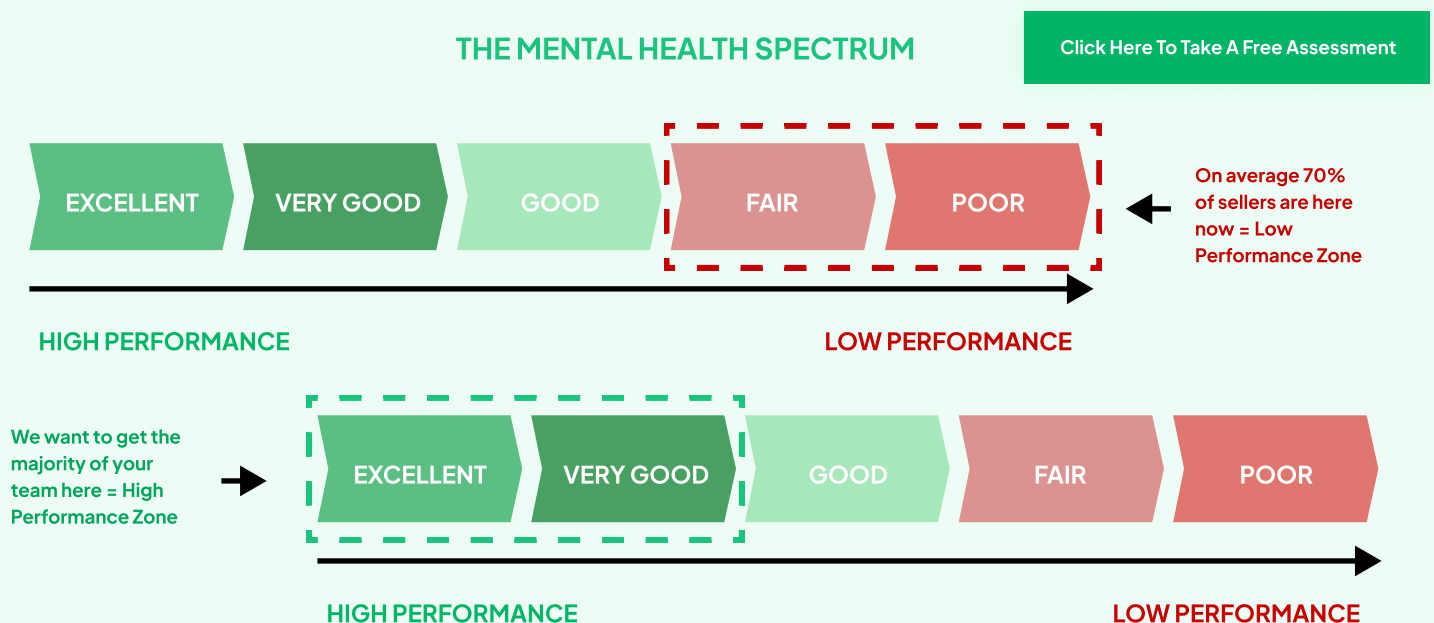 THE MENTAL HEALTH SPECTRUM
Click Here To Take A Free Assessment
EXCELLENT
VERY GOOD
GOOD
FAIR
POOR
On average 70%
of sellers are here
now = Low
Performance Zone
HIGH PERFORMANCE
LOW PERFORMANCE
We want to get the
majority of your
team here = High
Performance Zone
EXCELLENT
VERY GOOD
GOOD
FAIR
POOR
HIGH PERFORMANCE
LOW PERFORMANCE